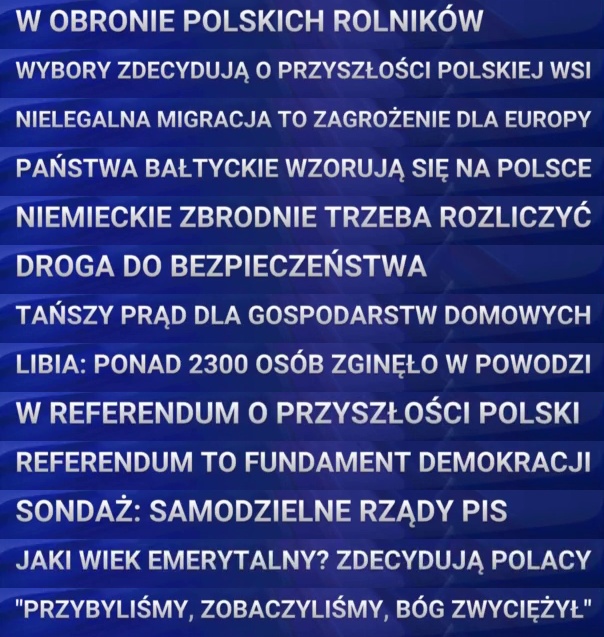 W OBRONIE POLSKICH ROLNIKÓW
WYBORY ZDECYDUJĄ O PRZYSZŁOŚCI POLSKIEJ WSI
NIELEGALNA MIGRACJA TO ZAGROŻENIE DLA EUROPY
PAŃSTWA BAŁTYCKIE WZORUJĄ SIĘ NA POLSCE
NIEMIECKIE ZBRODNIE TRZEBA ROZLICZYĆ
DROGA DO BEZPIECZEŃSTWA
TAŃSZY PRĄD DLA GOSPODARSTW DOMOWYCH
LIBIA: PONAD 2300 OSÓB ZGINĘŁO W POWODZI
W REFERENDUM O PRZYSZŁOŚCI POLSKI
REFERENDUM TO FUNDAMENT DEMOKRACJI
SONDAŻ: SAMODZIELNE RZĄDY PIS
JAKI WIEK EMERYTALNY? ZDECYDUJĄ POLACY
"PRZYBYLIŚMY, ZOBACZYLIŚMY, BÓG ZWYCIĘŻYŁ"